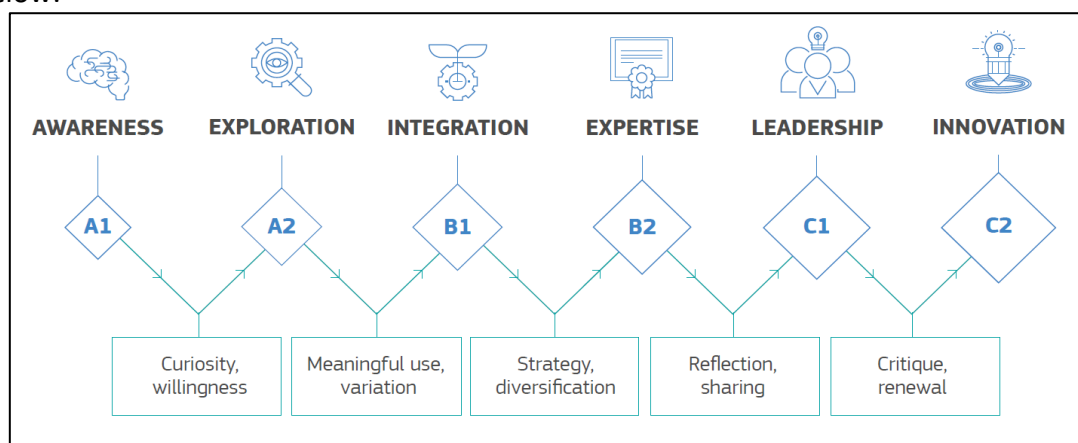 AWARENESS
EXPLORATION
INTEGRATION
EXPERTISE
LEADERSHIP
INNOVATION
A1
A2
B1
B2
C1
C2
Curiosity,
willingness
Meaningful use,
variation
Strategy,
diversification
Reflection,
sharing
Critique,
renewal